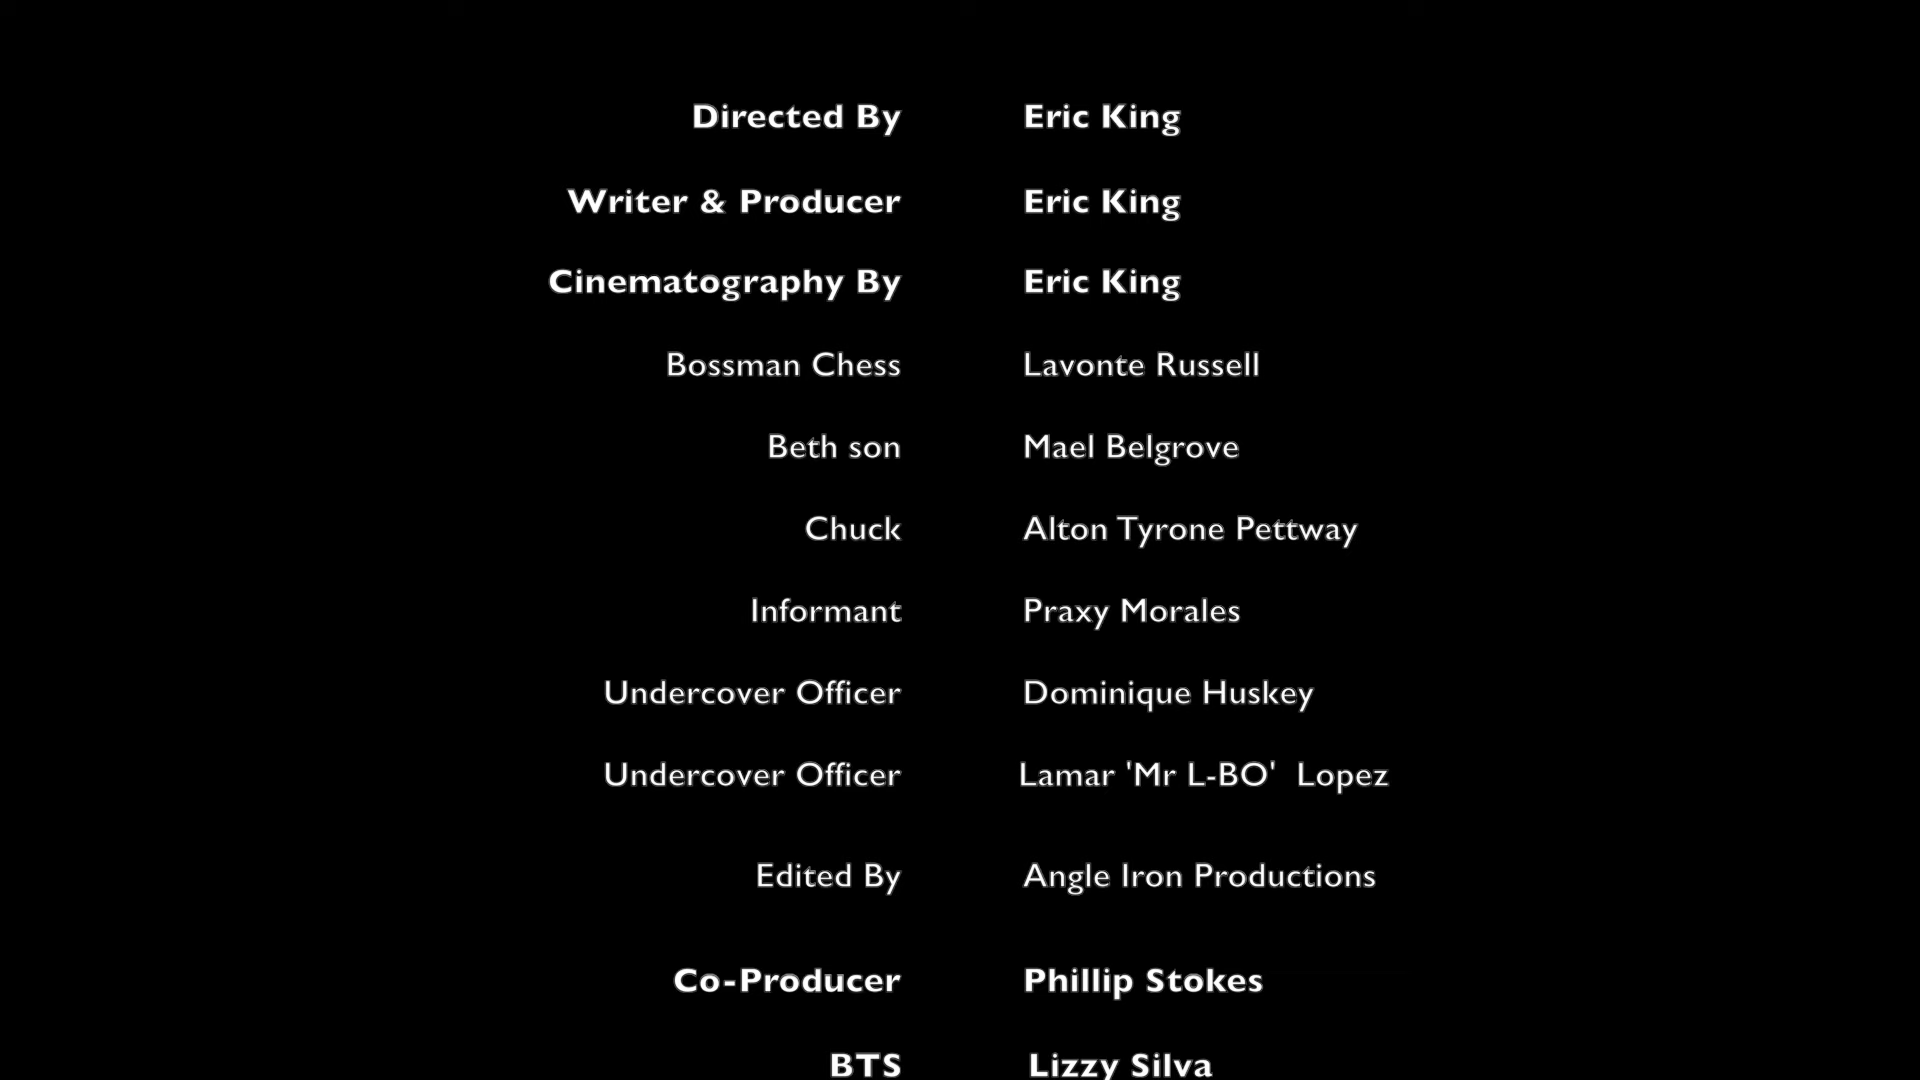 Directed By Eric King
Writer & Producer Eric King
Cinematography By Eric King
Bossman Chess Lavonte Russell
Beth son Mael Belgrove
Chuck Alton Tyrone Pettway
Informant Praxy Morales
Undercover Officer Dominique Huskey
Undercover Officer Lamar 'Mr L-BO'  Lopez
Edited By Angle Iron Productions
Co-Producer Phillip Stokes
BTS Lizzy Silva